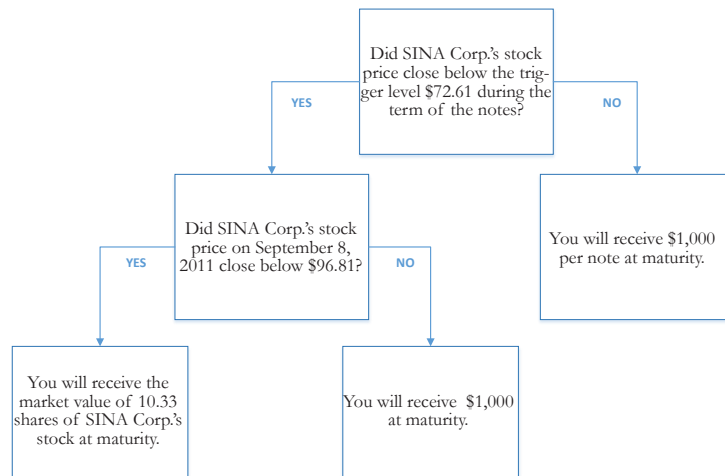 Did SINA Corp.'s stock
price close below the trig-
ger level $72.61 during the
term of the notes?
YES
NO
Did SINA Corp.'s stock
price on September 8,
2011 close below $96.81?
You will receive $1,000
per note at maturity.
YES
NO
You will receive the
market value of 10.33
shares of SINA Corp.'s
stock at maturity.
You will receive $1,000
at maturity.